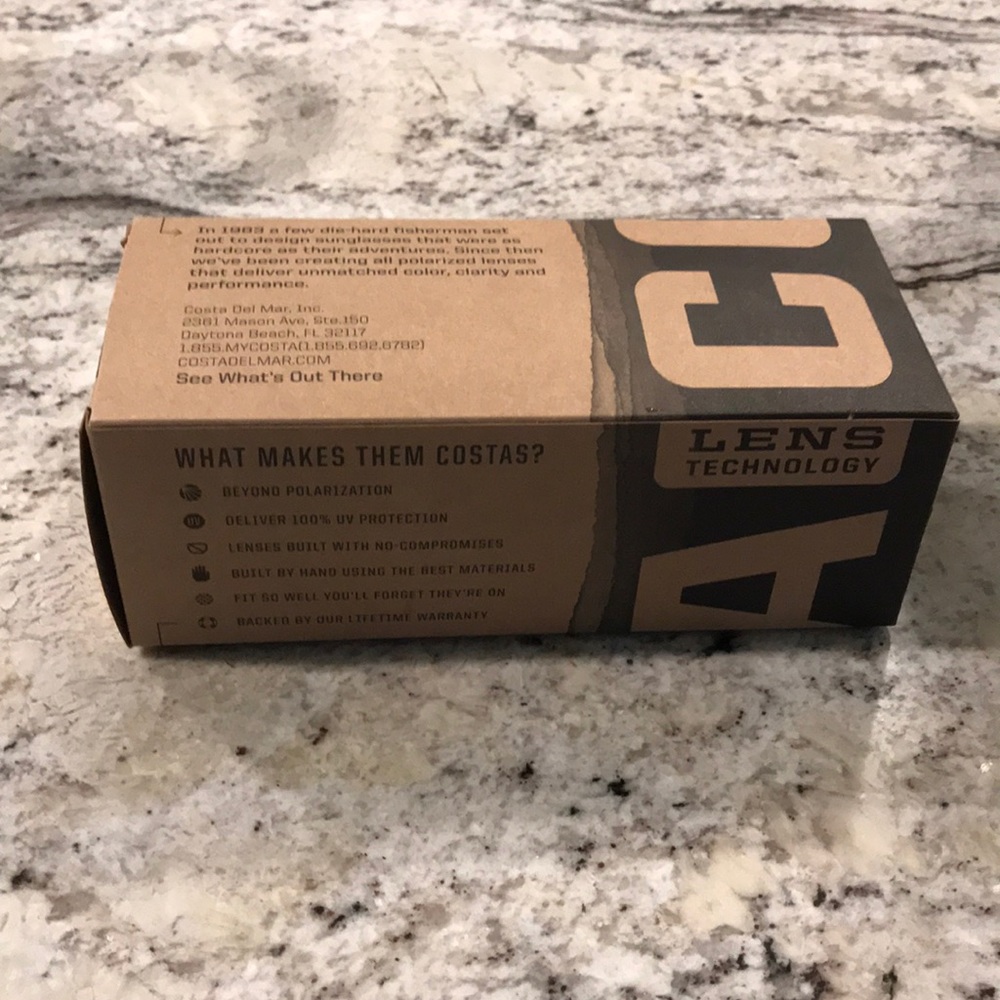 In 1983 a few die-hard fisherman set
out to design sunglasses that were as
hardcore as their adventures. Since then
we've been creating all polarized lenses
that deliver unmatched color, clarity and
performance.
Costa Del Mar, Inc.
2361 Mason Ave, Ste.150
Daytona Beach, FL 32117
1.855.MYCOSTA(1.855.692.6782)
COSTADELMAR.COM
See What's Out There
C
WHAT MAKES THEM COSTAS?
BEYOND POLARIZATION
UV
DELIVER 100% UV PROTECTION
LENSES BUILT WITH NO-COMPROMISES
BUILT BY HAND USING THE BEST MATERIALS
FIT SO WELL YOU'LL FORGET THEY'RE ON
BACKED BY OUR LIFETIME WARRANTY
LENS
TECHNOLOGY
A